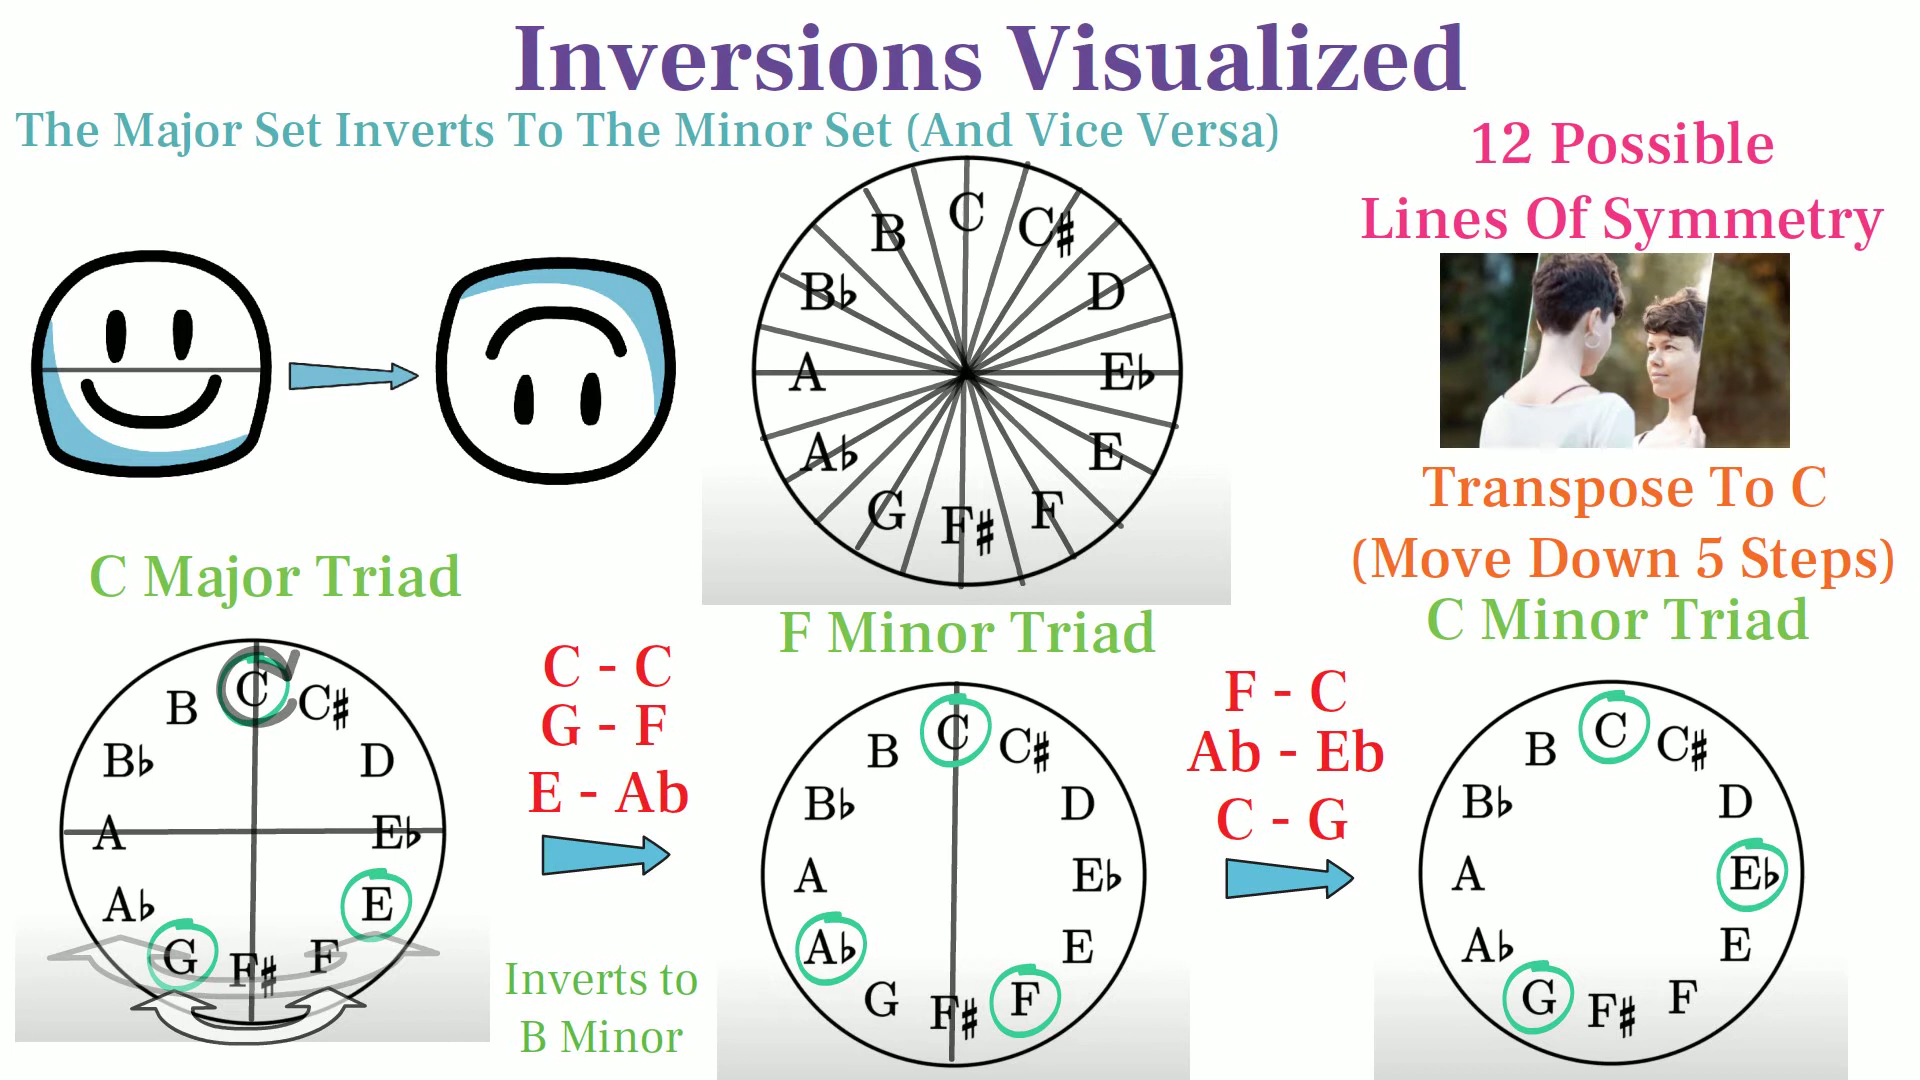 Inversions Visualized
The Major Set Inverts To The Minor Set (And Vice Versa)
12 Possible
Lines Of Symmetry
C
B
C♯
B♭
D
A
E♭
A♭
E
G
F
F♯
Transpose To C
(Move Down 5 Steps)
C Major Triad
C
B
C♯
B♭
D
A
E♭
A♭
E
G
F
F♯
C - C
G - F
E - Ab
Inverts to
B Minor
F Minor Triad
C
B
C♯
B♭
D
A
E♭
A♭
E
G
F
F♯
F - C
Ab - Eb
C - G
C Minor Triad
C
B
C♯
B♭
D
A
E♭
A♭
E
G
F
F♯